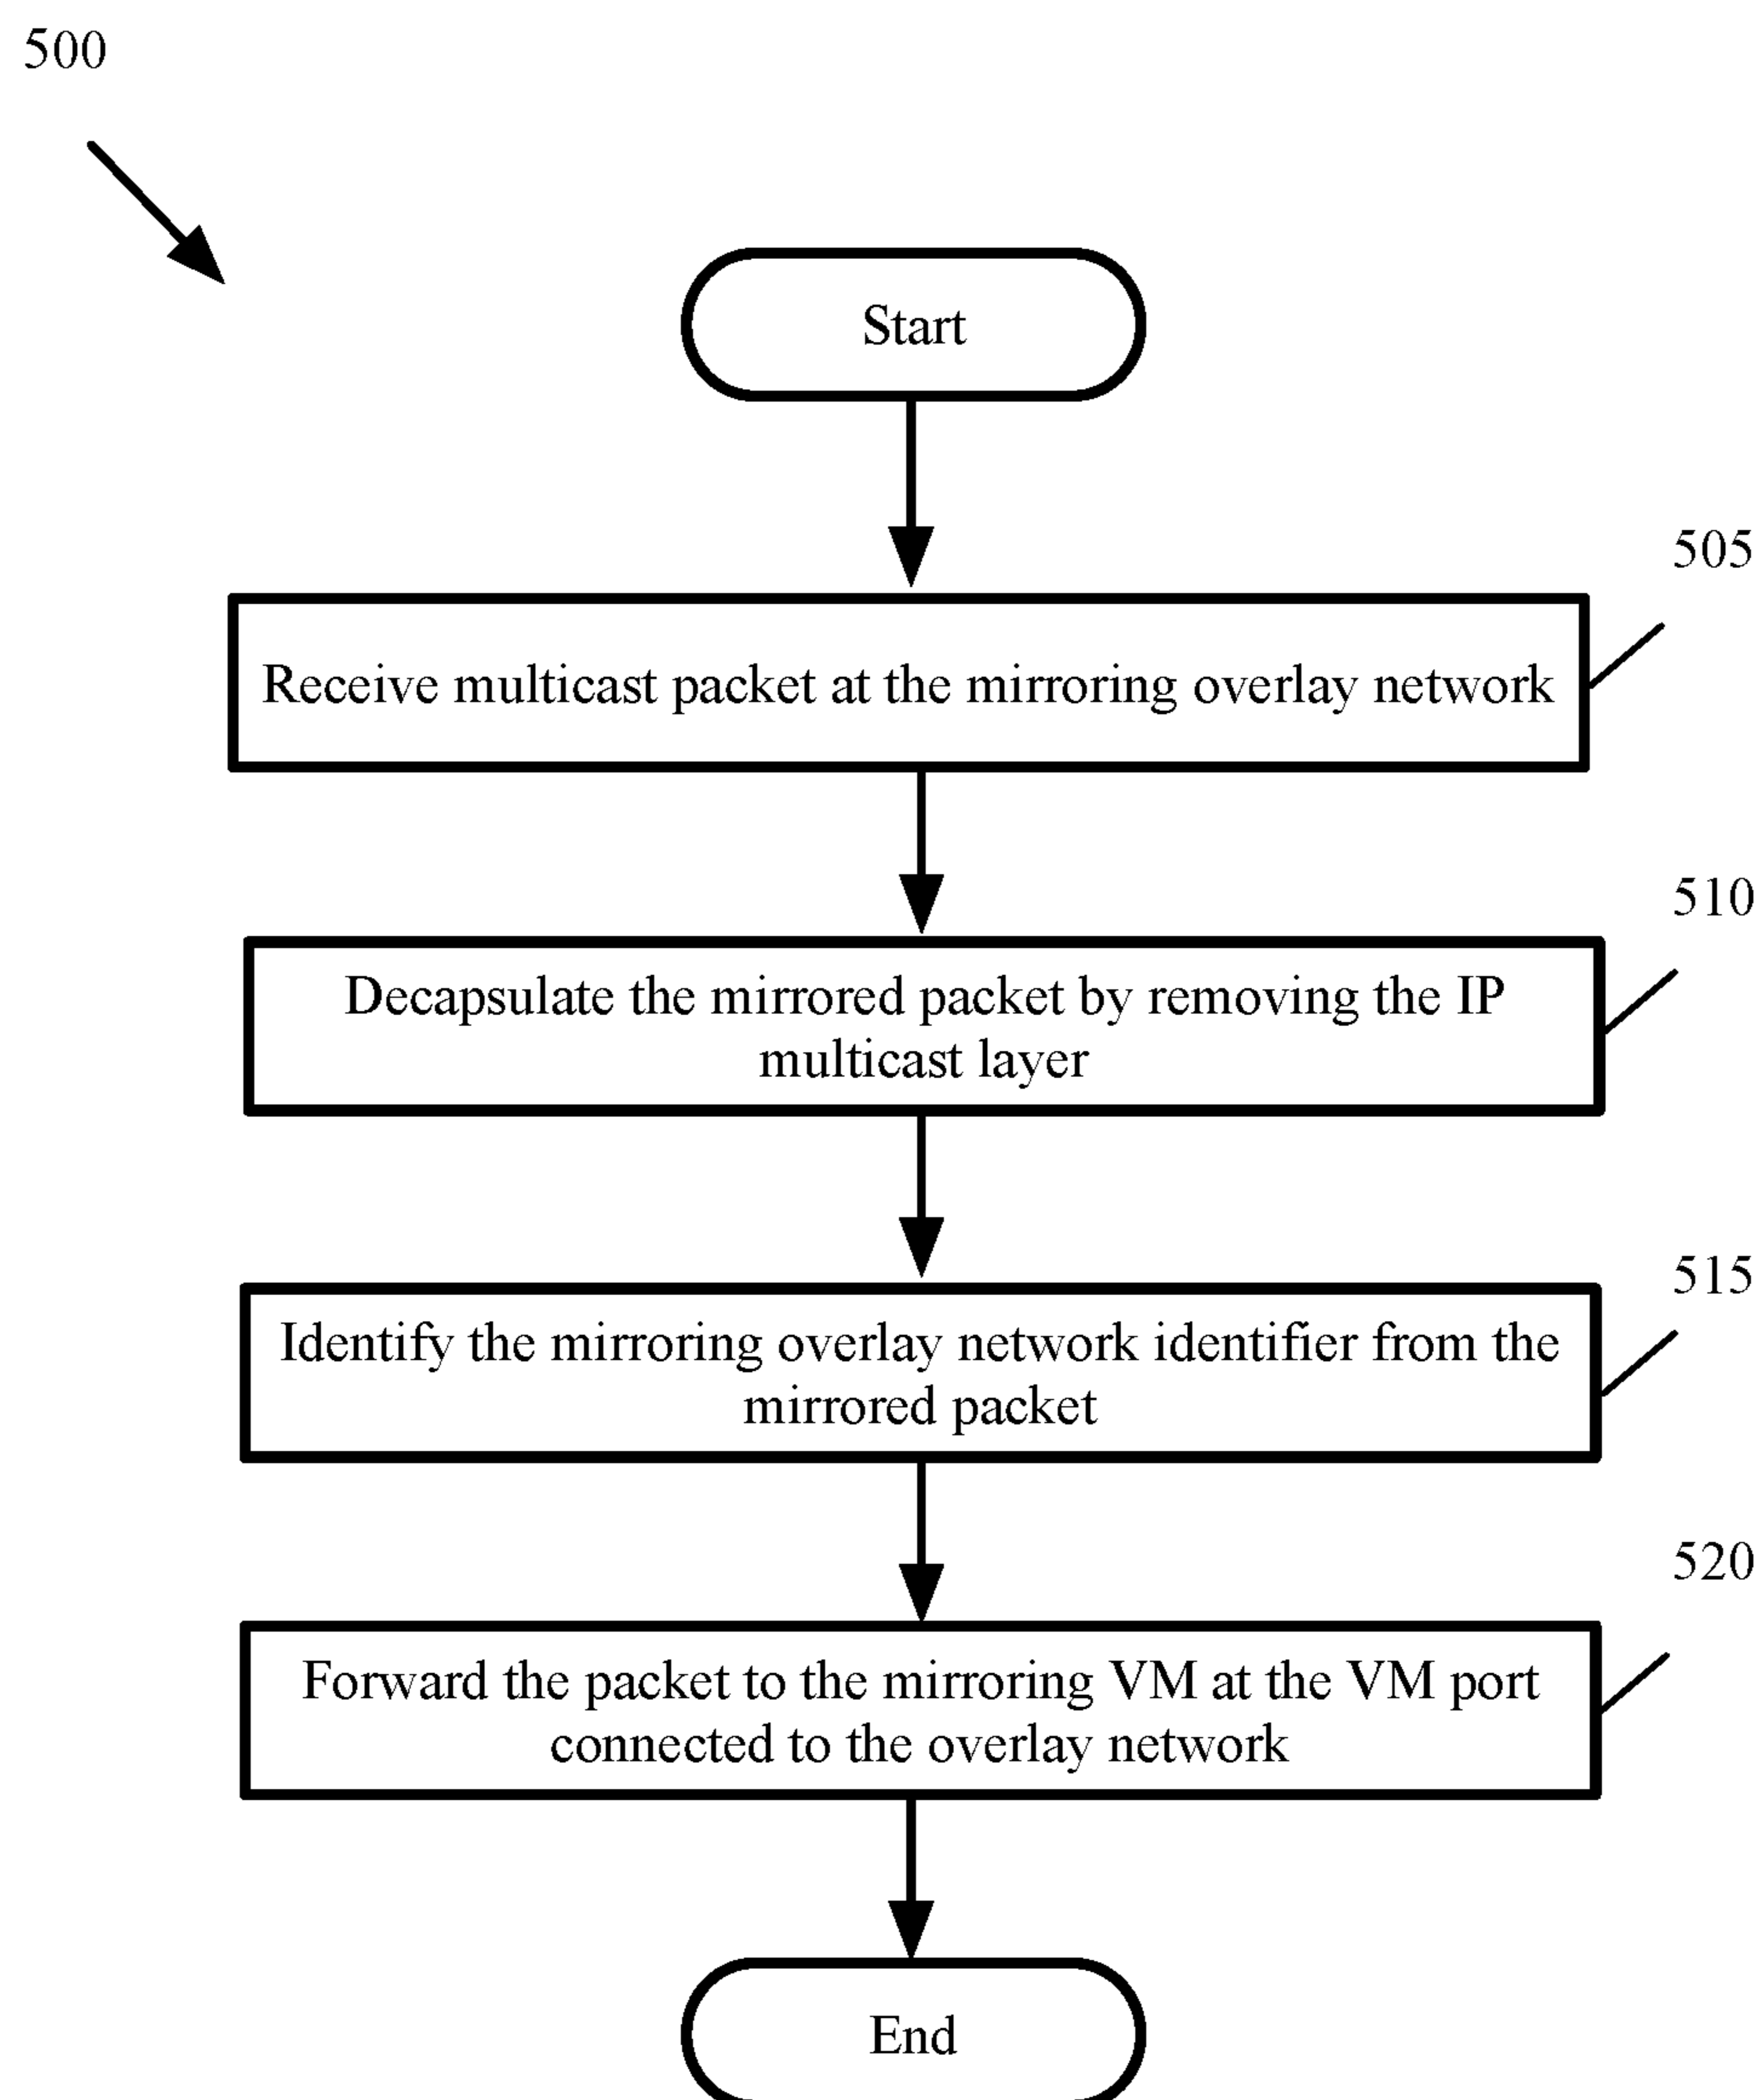 500
Start
505
Receive multicast packet at the mirroring overlay network
510
Decapsulate the mirrored packet by removing the IP
multicast layer
515
Identify the mirroring overlay network identifier from the
mirrored packet
520
Forward the packet to the mirroring VM at the VM port
connected to the overlay network
End